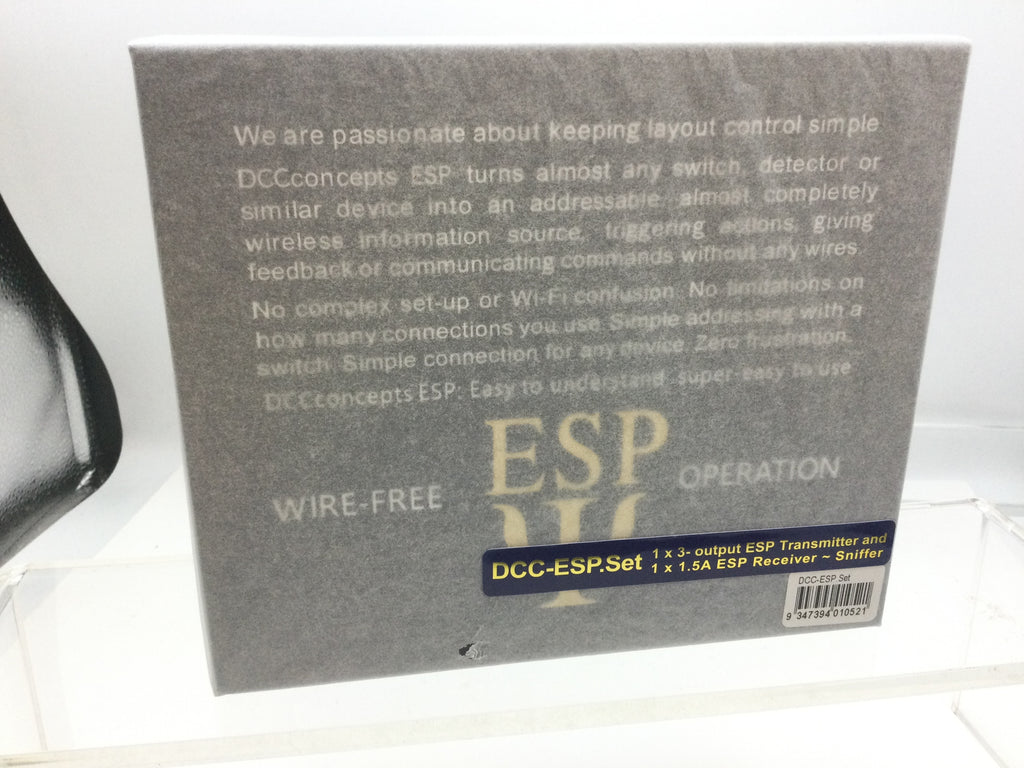 We are passionate about keeping layout control simple
DCCconcepts ESP turns almost any switch, detector or
similar device into an addressable almost completely
wireless information source, triggering actions, giving
feedback or communicating commands without any wires.
No complex set-up or Wi-Fi confusion. No limitations on
how many connections you use. Simple addressing with a
switch. Simple connection for any device. Zero frustration.
DCCconcepts ESP. Easy to understand super-easy to use
ESP
WIRE-FREE OPERATION
DCC-ESP.Set 1 x 3- output ESP Transmitter and
1 x 1.5A ESP Receiver ~ Sniffer
DCC-ESP.Set
9 347394 010521